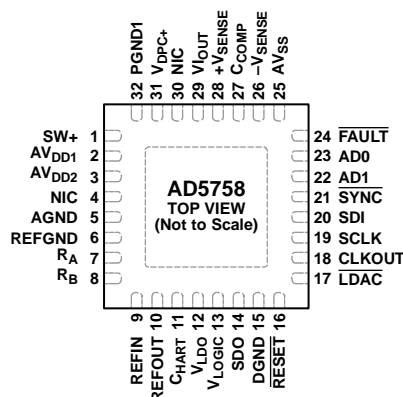 32 PGND1
31 VDPC+
30 NIC
29 VIOUT
28 +VSENSE
27 CCOMP
26 –VSENSE
25 AVSS
SW+ 1
AVDD1 2
AVDD2 3
NIC 4
AGND 5
REFGND 6
RA 7
RB 8
AD5758
TOP VIEW
(Not to Scale)
24 FAULT
23 AD0
22 AD1
21 SYNC
20 SDI
19 SCLK
18 CLKOUT
17 LDAC
REFIN 9
REFOUT 10
CHART 11
VLDO 12
VLOGIC 13
SDO 14
DGND 15
RESET 16